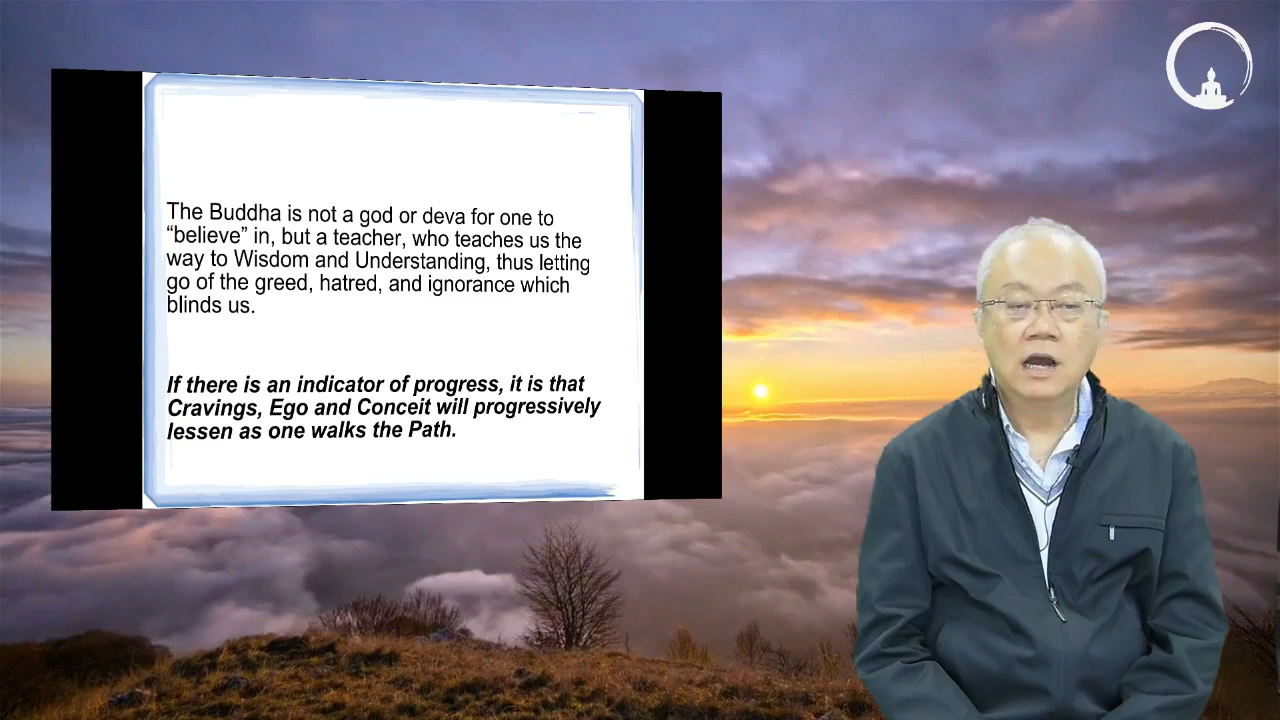 The Buddha is not a god or deva for one to
“believe” in, but a teacher, who teaches us the
way to Wisdom and Understanding, thus letting
go of the greed, hatred, and ignorance which
blinds us.
If there is an indicator of progress, it is that
Cravings, Ego and Conceit will progressively
lessen as one walks the Path.